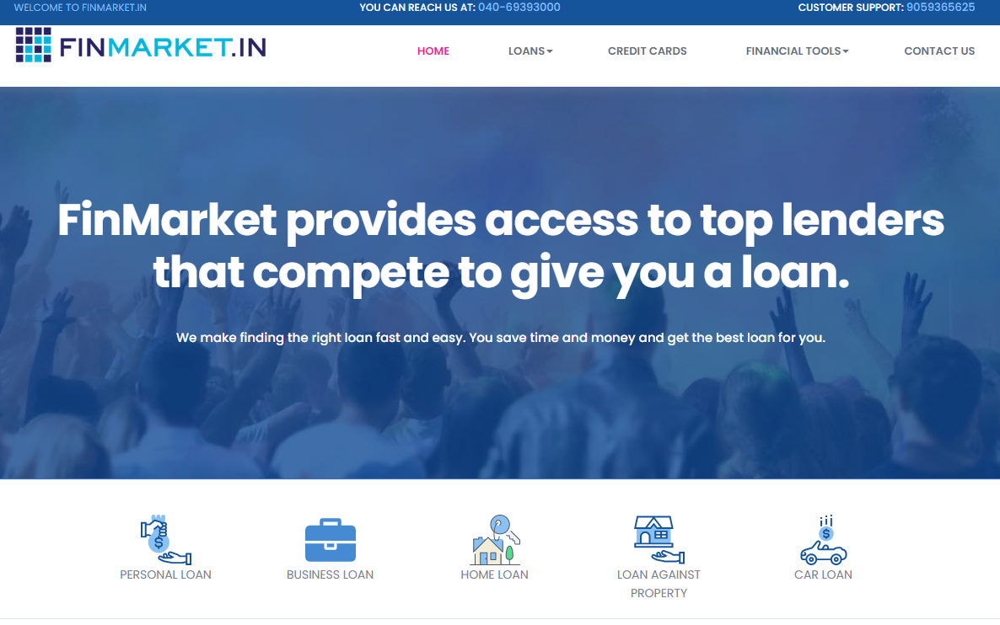 WELCOME TO FINMARKET.IN
YOU CAN REACH US AT: 040-69393000
CUSTOMER SUPPORT: 9059365625
FINMARKET.IN
HOME
LOANS
CREDIT CARDS
FINANCIAL TOOLS
CONTACT US
FinMarket provides access to top lenders
that compete to give you a loan.
We make finding the right loan fast and easy. You save time and money and get the best loan for you.
PERSONAL LOAN
BUSINESS LOAN
HOME LOAN
LOAN AGAINST
PROPERTY
CAR LOAN